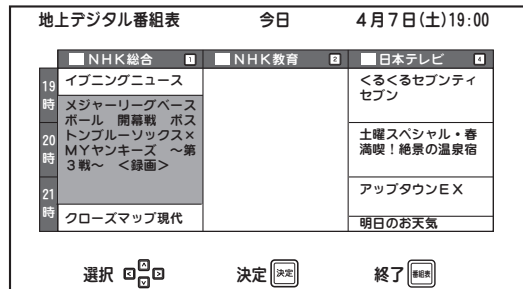 地上デジタル番組表 今日 4月7日(土)19:00
NHK総合 1 NHK教育 2 日本テレビ 4
19時
イブニングニュース
メジャーリーグベース
ボール 開幕戦 ボス
トンブルーソックス×
MYヤンキーズ ～第
3戦～ <録画>
くるくるセブンティ
セブン
20時
土曜スペシャル・春
満喫!絶景の温泉宿
21時
クローズマップ現代
アップタウンEX
明日のお天気
選択 決定 決定 終了 番組表